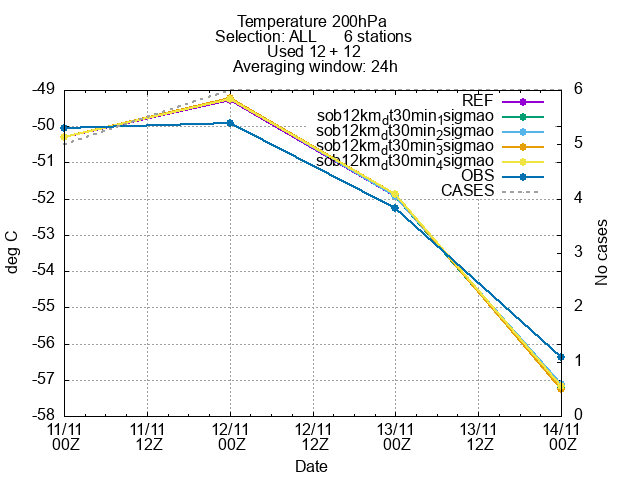 Temperature 200hPa
Selection: ALL 6 stations
Used 12 + 12
Averaging window: 24h
-49
-50
-51
-52
-53
-54
-55
-56
-57
-58
deg C
6
5
4
3
2
1
0
No cases
REF
sob12km_dt30min_1sigmao
sob12km_dt30min_2sigmao
sob12km_dt30min_3sigmao
sob12km_dt30min_4sigmao
OBS
CASES
11/11 11/11 12/11 12/11 13/11 13/11 14/11
00Z 12Z 00Z 12Z 00Z 12Z 00Z
Date